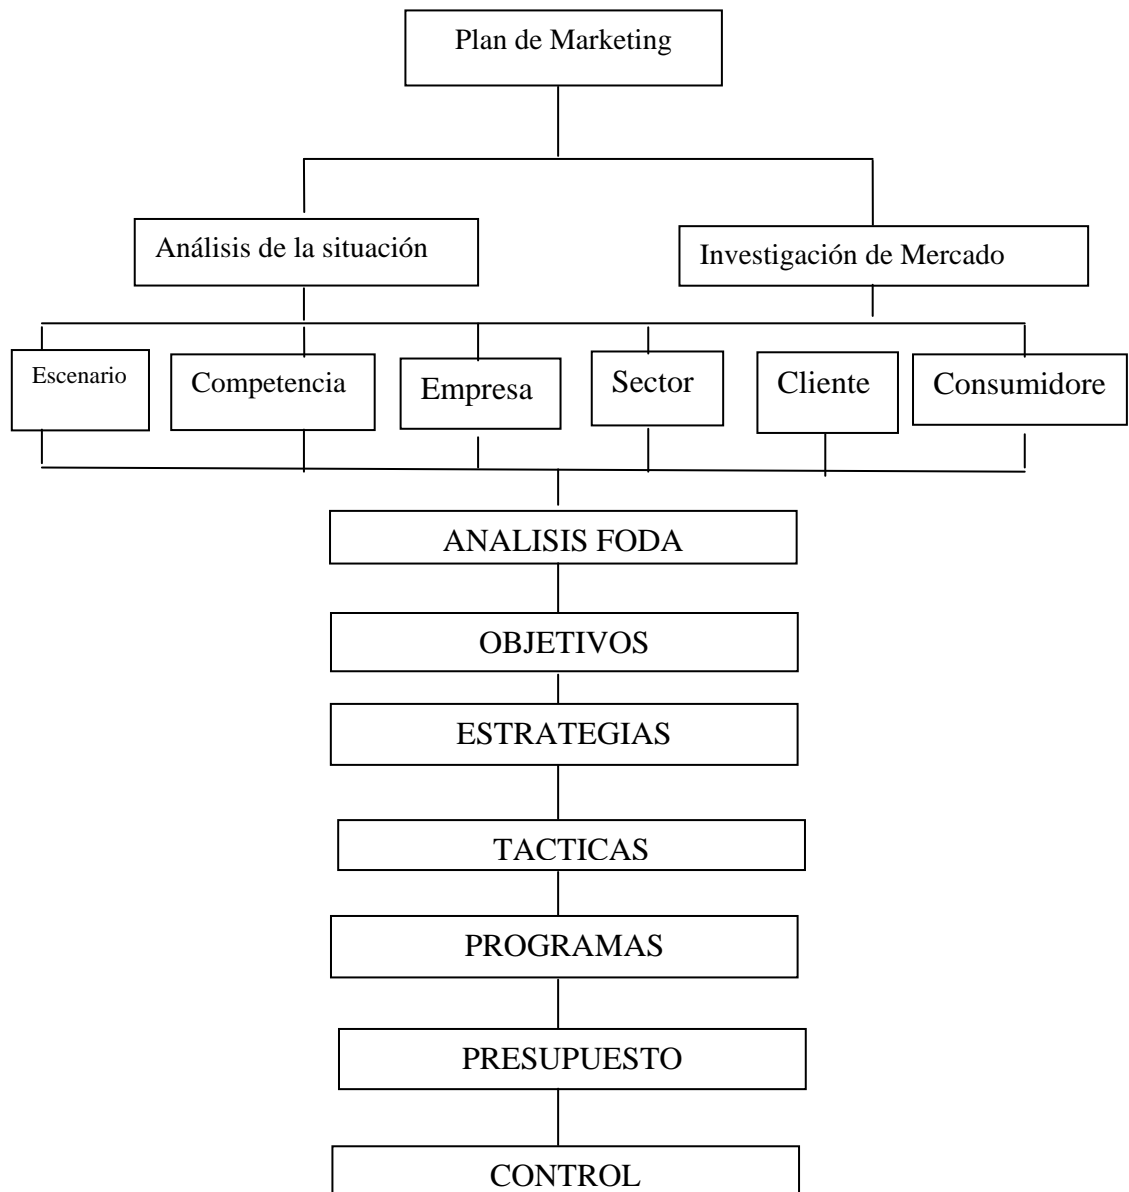 Plan de Marketing
Análisis de la situación
Investigación de Mercado
Escenario
Competencia
Empresa
Sector
Cliente
Consumidore
ANALISIS FODA
OBJETIVOS
ESTRATEGIAS
TACTICAS
PROGRAMAS
PRESUPUESTO
CONTROL